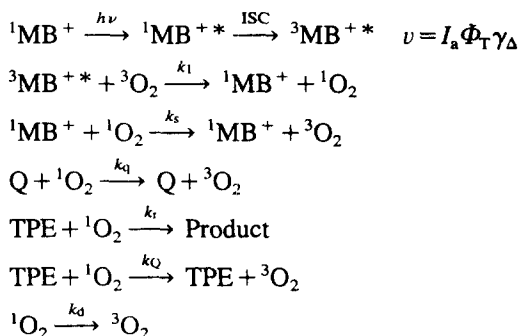 ¹MB⁺ —hν→ ¹MB⁺* —ISC→ ³MB⁺* v = IₐΦ_Tγ_Δ
³MB⁺* + ³O₂ —k₁→ ¹MB⁺ + ¹O₂
¹MB⁺ + ¹O₂ —kₛ→ ¹MB⁺ + ³O₂
Q + ¹O₂ —k_q→ Q + ³O₂
TPE + ¹O₂ —kᵣ→ Product
TPE + ¹O₂ —k_Q→ TPE + ³O₂
¹O₂ —k_d→ ³O₂